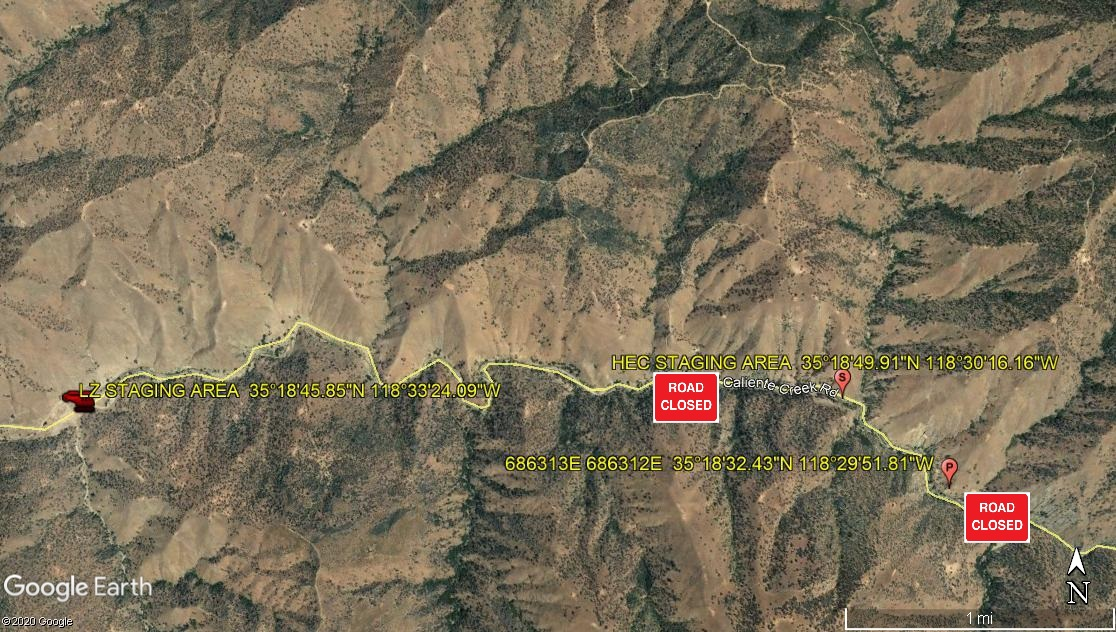 HEC STAGING AREA 35°18'49.91"N 118°30'16.16"W
ROAD
CLOSED
Caliente Creek Rd
S
LZ STAGING AREA 35°18'45.85"N 118°33'24.09"W
686313E 686312E 35°18'32.43"N 118°29'51.81"W
P
ROAD
CLOSED
N
Google Earth
1 mi
©2020 Google